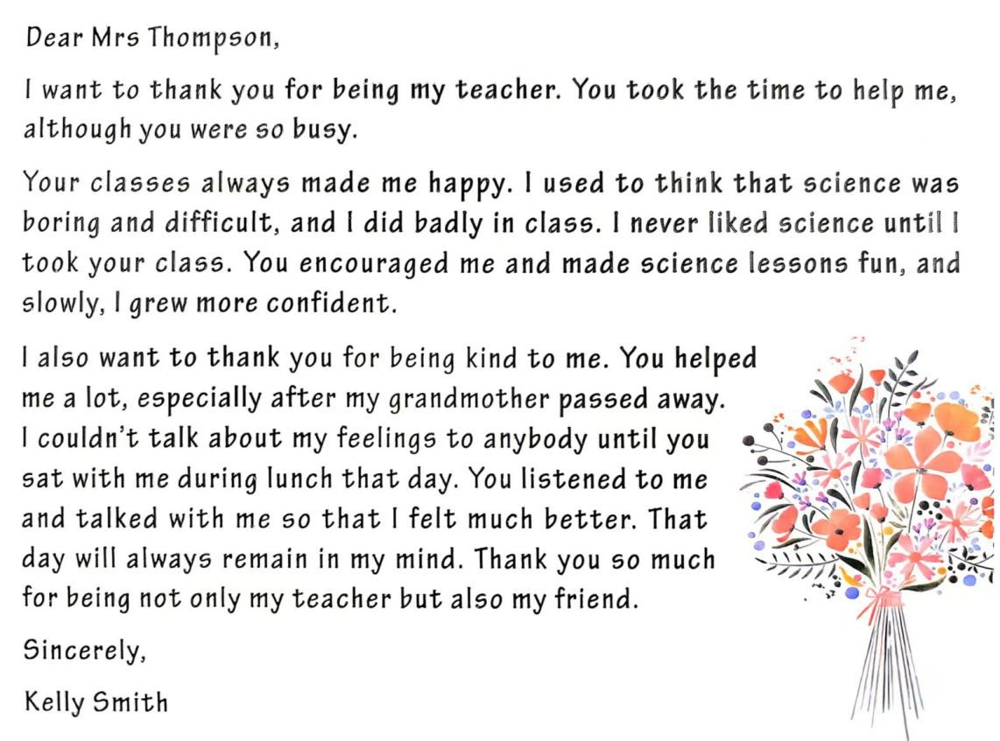 Dear Mrs Thompson,
I want to thank you for being my teacher. You took the time to help me,
although you were so busy.
Your classes always made me happy. I used to think that science was
boring and difficult, and I did badly in class. I never liked science until I
took your class. You encouraged me and made science lessons fun, and
slowly, I grew more confident.
I also want to thank you for being kind to me. You helped
me a lot, especially after my grandmother passed away.
I couldn't talk about my feelings to anybody until you
sat with me during lunch that day. You listened to me
and talked with me so that I felt much better. That
day will always remain in my mind. Thank you so much
for being not only my teacher but also my friend.
Sincerely,
Kelly Smith